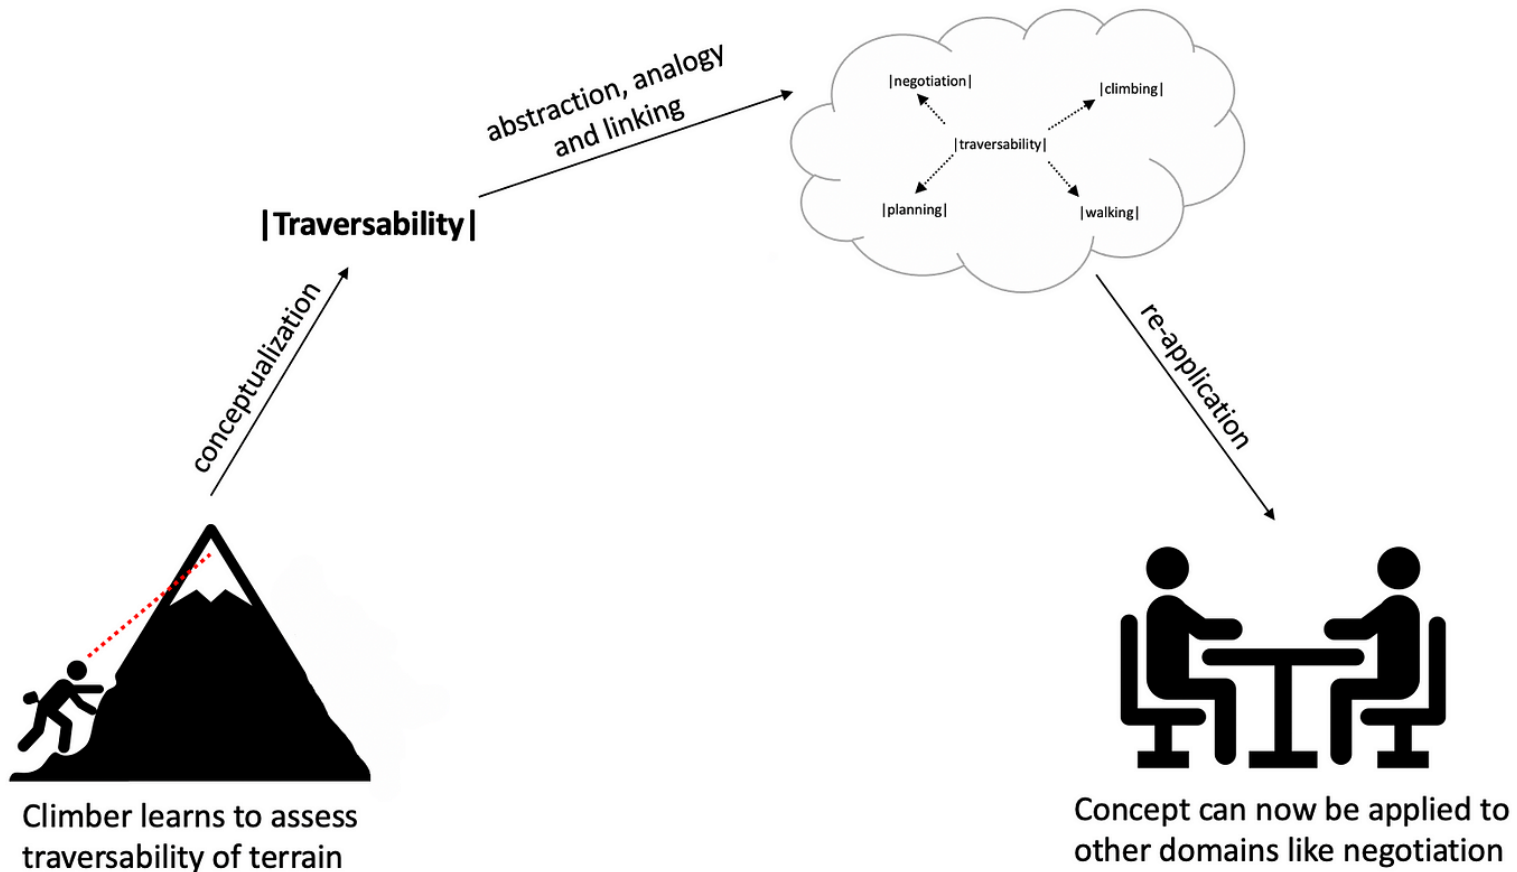 abstraction, analogy
and linking
|negotiation|
|climbing|
|traversability|
|planning|
|walking|
|Traversability|
conceptualization
re-application
Climber learns to assess
traversability of terrain
Concept can now be applied to
other domains like negotiation